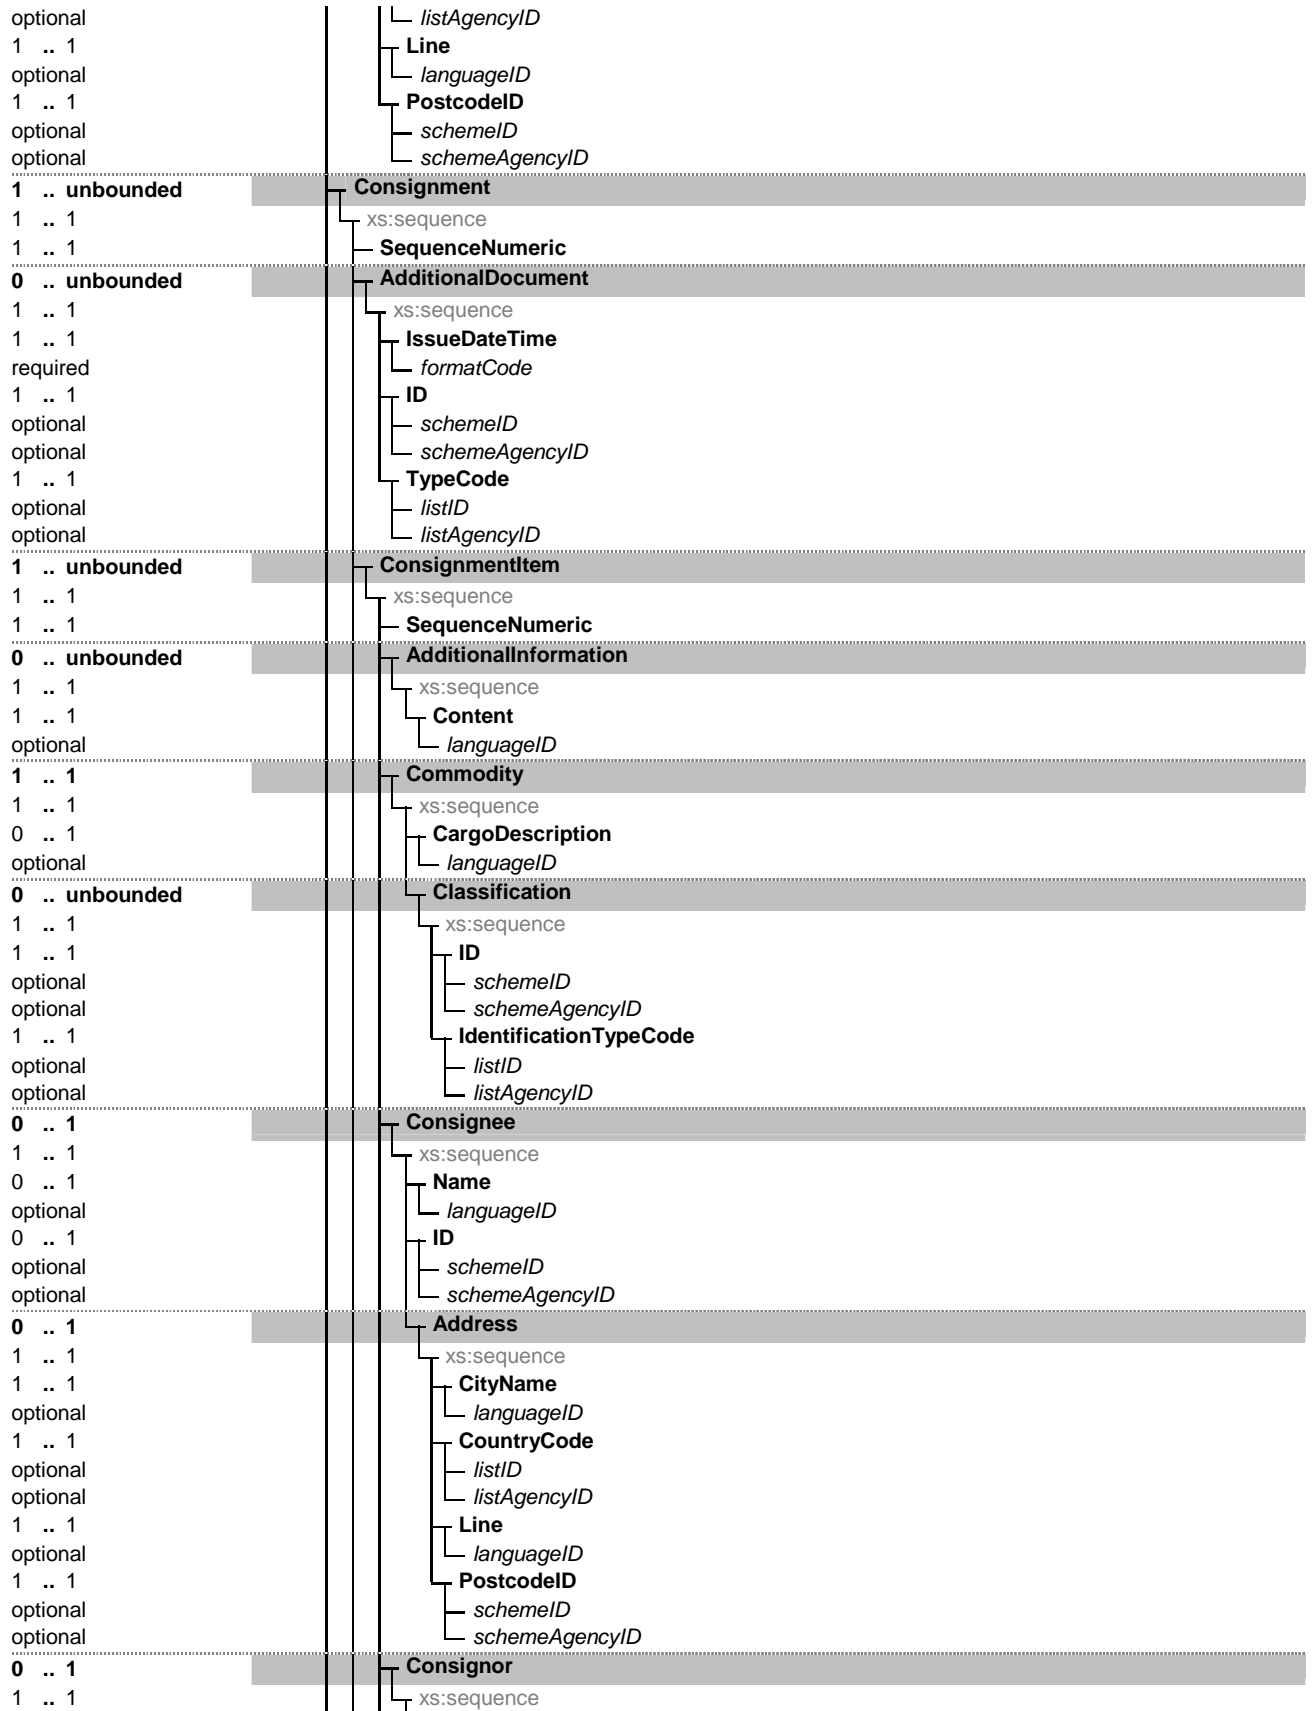 optional listAgencyID
1 .. 1 Line
optional languageID
1 .. 1 PostcodeID
optional schemeID
optional schemeAgencyID
1 .. unbounded Consignment
1 .. 1 xs:sequence
1 .. 1 SequenceNumeric
0 .. unbounded AdditionalDocument
1 .. 1 xs:sequence
1 .. 1 IssueDateTime
required formatCode
1 .. 1 ID
optional schemeID
optional schemeAgencyID
1 .. 1 TypeCode
optional listID
optional listAgencyID
1 .. unbounded ConsignmentItem
1 .. 1 xs:sequence
1 .. 1 SequenceNumeric
0 .. unbounded AdditionalInformation
1 .. 1 xs:sequence
1 .. 1 Content
optional languageID
1 .. 1 Commodity
1 .. 1 xs:sequence
0 .. 1 CargoDescription
optional languageID
0 .. unbounded Classification
1 .. 1 xs:sequence
1 .. 1 ID
optional schemeID
optional schemeAgencyID
1 .. 1 IdentificationTypeCode
optional listID
optional listAgencyID
0 .. 1 Consignee
1 .. 1 xs:sequence
0 .. 1 Name
optional languageID
0 .. 1 ID
optional schemeID
optional schemeAgencyID
0 .. 1 Address
1 .. 1 xs:sequence
1 .. 1 CityName
optional languageID
1 .. 1 CountryCode
optional listID
optional listAgencyID
1 .. 1 Line
optional languageID
1 .. 1 PostcodeID
optional schemeID
optional schemeAgencyID
0 .. 1 Consignor
1 .. 1 xs:sequence